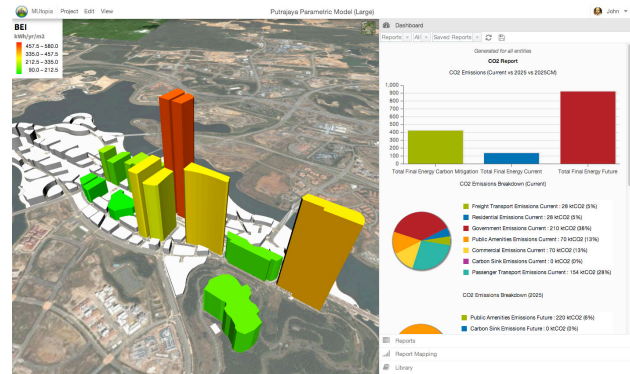 MUtopia Project Edit View
Putrajaya Parametric Model (Large)
John
BEI
kWh/yr/m3
457.5 – 580.0
335.0 – 457.5
212.5 – 335.0
90.0 – 212.5
Dashboard
Reports All Saved Reports
Generated for all entities
CO2 Report
CO2 Emissions (Current vs 2025 vs 2025CM)
1,000
900
800
700
600
500
400
300
200
100
0
Total Final Energy Carbon Mitigation Total Final Energy Current Total Final Energy Future
CO2 Emissions Breakdown (Current)
Freight Transport Emissions Current : 28 ktCO2 (5%)
Residential Emissions Current : 28 ktCO2 (5%)
Government Emissions Current : 210 ktCO2 (38%)
Public Amenities Emissions Current : 70 ktCO2 (13%)
Commercial Emissions Current : 70 ktCO2 (13%)
Carbon Sink Emissions Current : 0 ktCO2 (0%)
Passenger Transport Emissions Current : 154 ktCO2 (28%)
CO2 Emissions Breakdown (2025)
Public Amenities Emissions Future : 220 ktCO2 (6%)
Carbon Sink Emissions Future : 0 ktCO2 (0%)
Reports
Report Mapping
Library